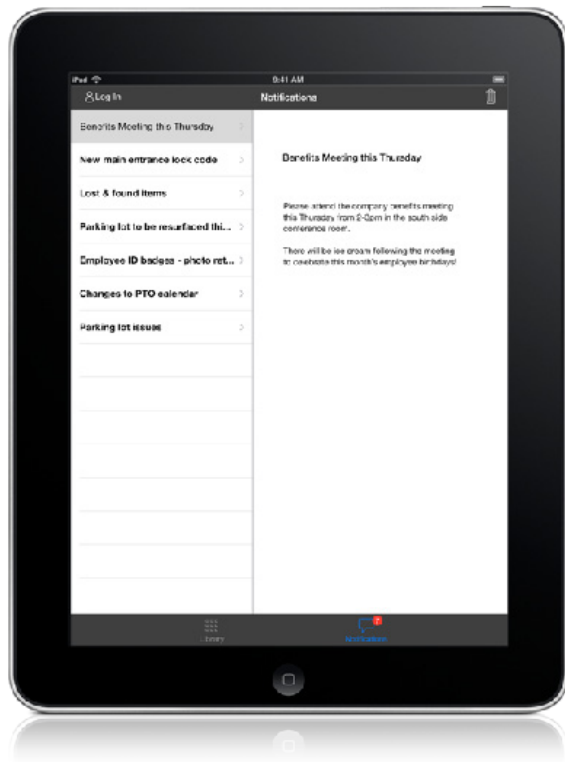 iPad 9:41 AM
Log In Notifications
Benefits Meeting this Thursday
New main entrance lock code
Lost & found items
Parking lot to be resurfaced thi...
Employee ID badges - photo ret...
Changes to PTO calendar
Parking lot issues
Benefits Meeting this Thursday
Please attend the company benefits meeting
this Thursday from 2-3pm in the south side
conference room.
There will be ice cream following the meeting
to celebrate this month's employee birthdays!
Library Notifications